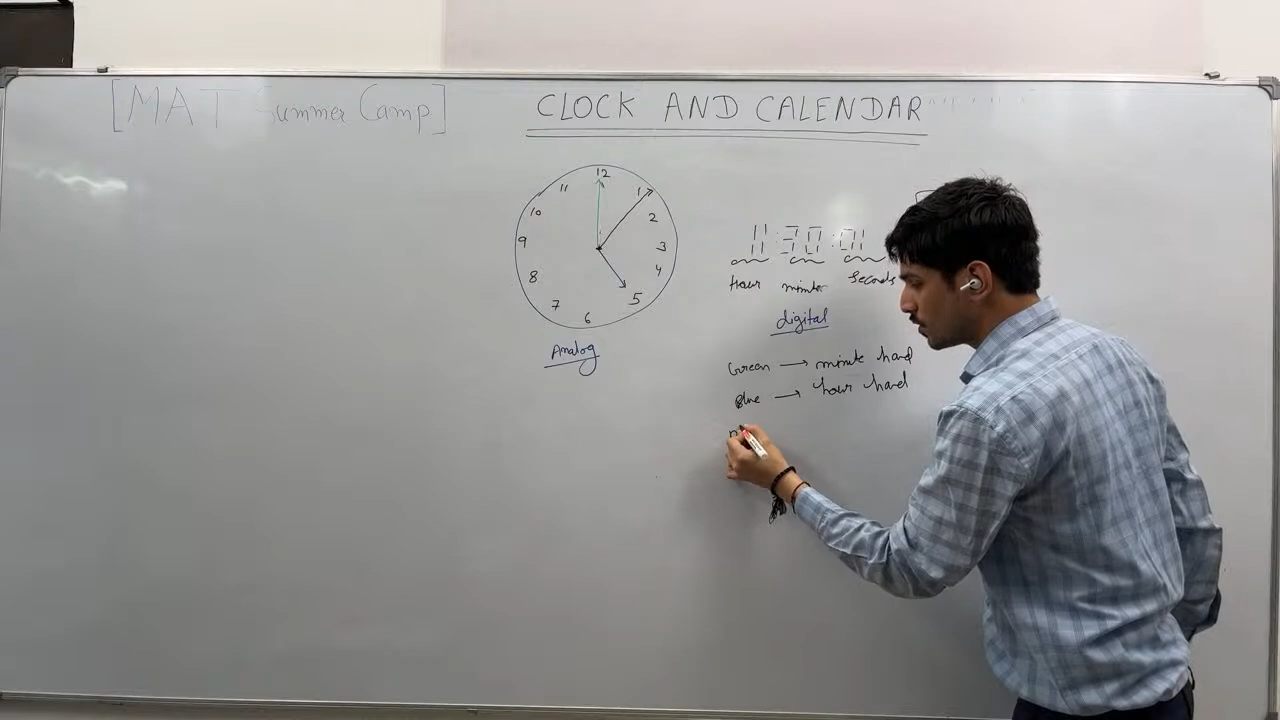 [MAT Summer Camp]
CLOCK AND CALENDAR
12
11
1
10
2
9
3
8
4
7
5
6
Analog
11:30:01
hour minute seconds
digital
Green → minute hand
Blue → hour hand